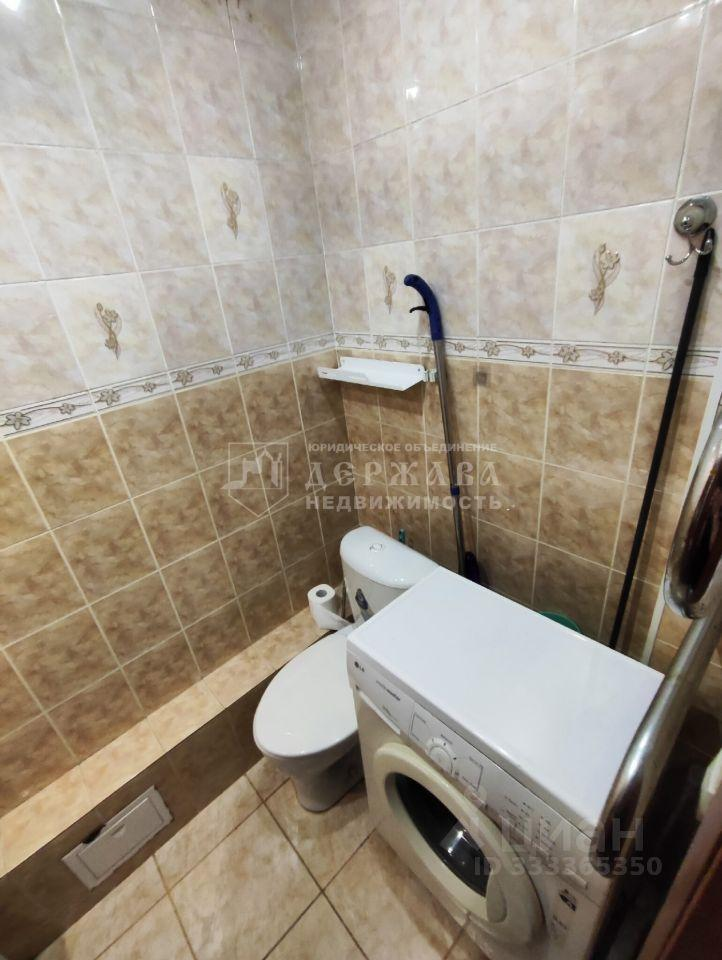 ЮРИДИЧЕСКОЕ ОБЪЕДИНЕНИЕ
ДЕРЖАВА
НЕДВИЖИМОСТЬ
LG
циан
ID 333365350